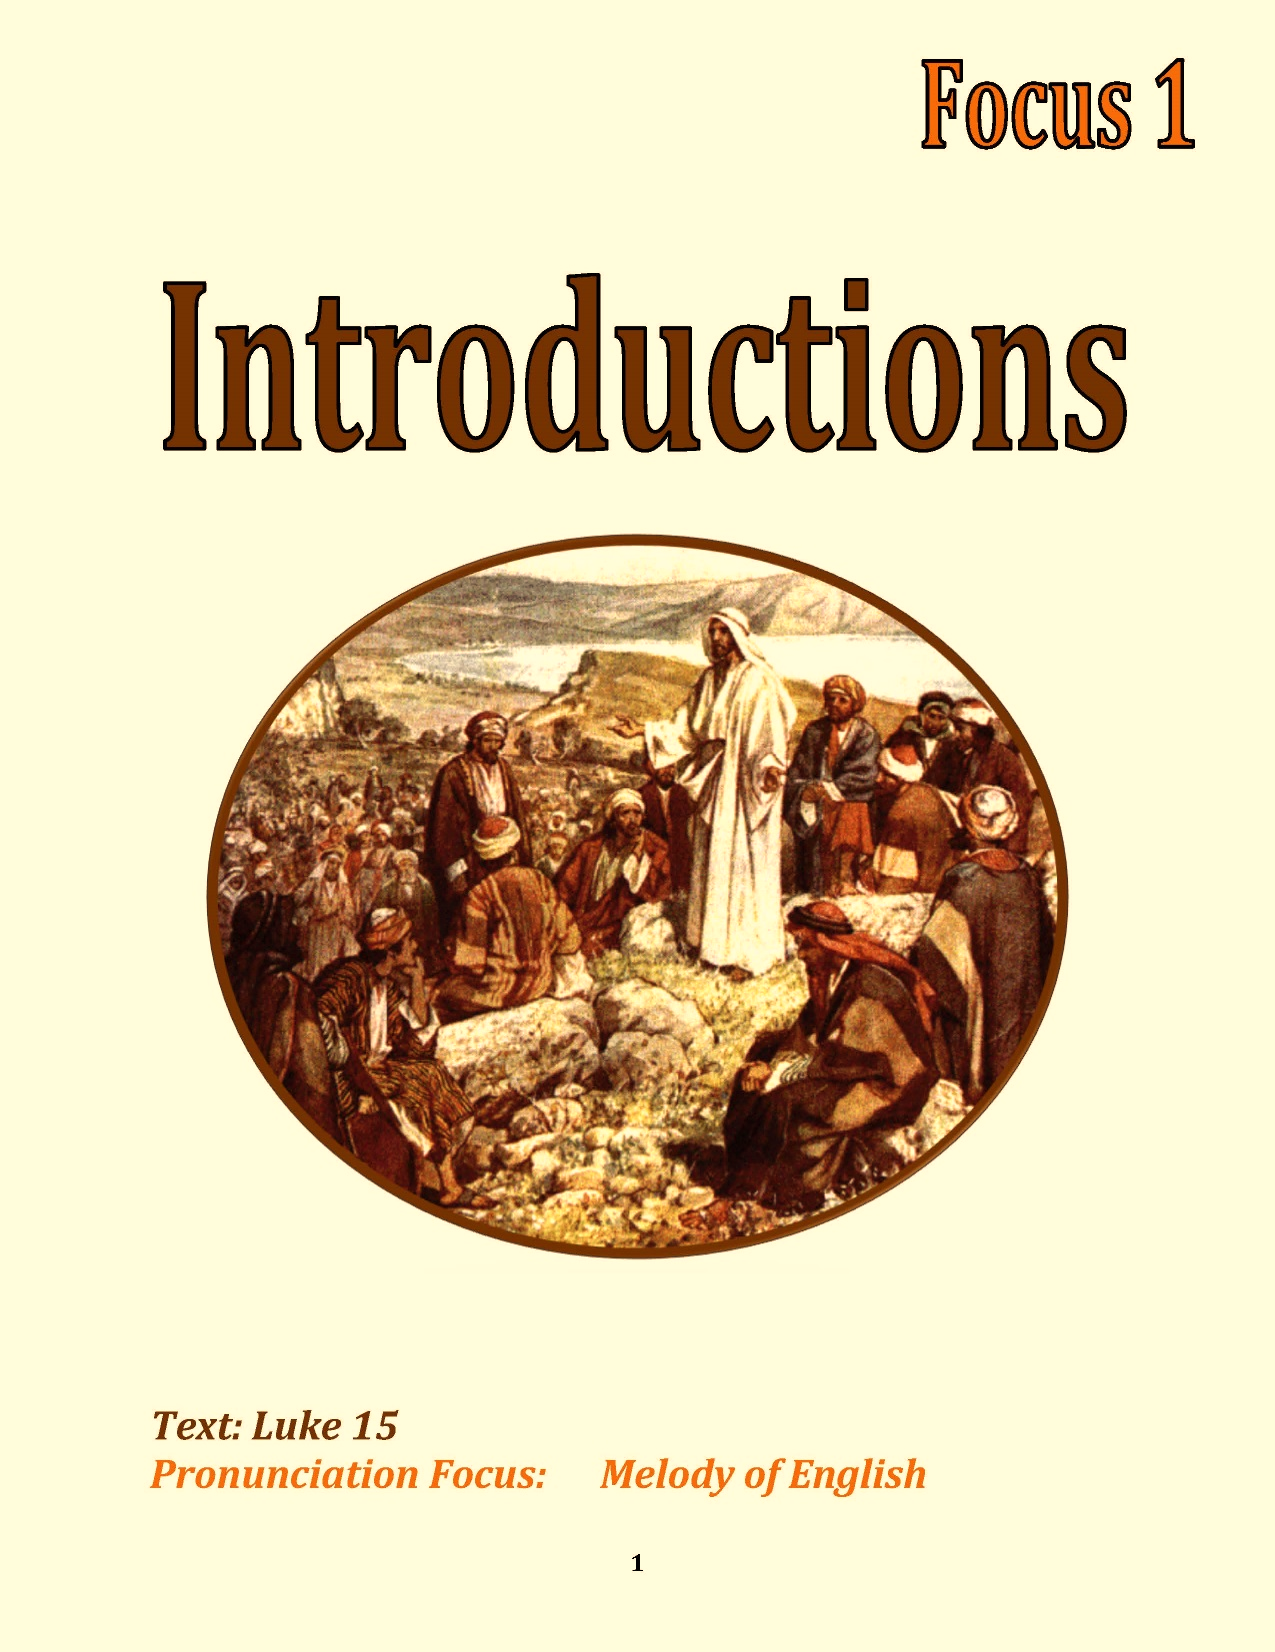 Focus 1
Introductions
Text: Luke 15
Pronunciation Focus: Melody of English
1